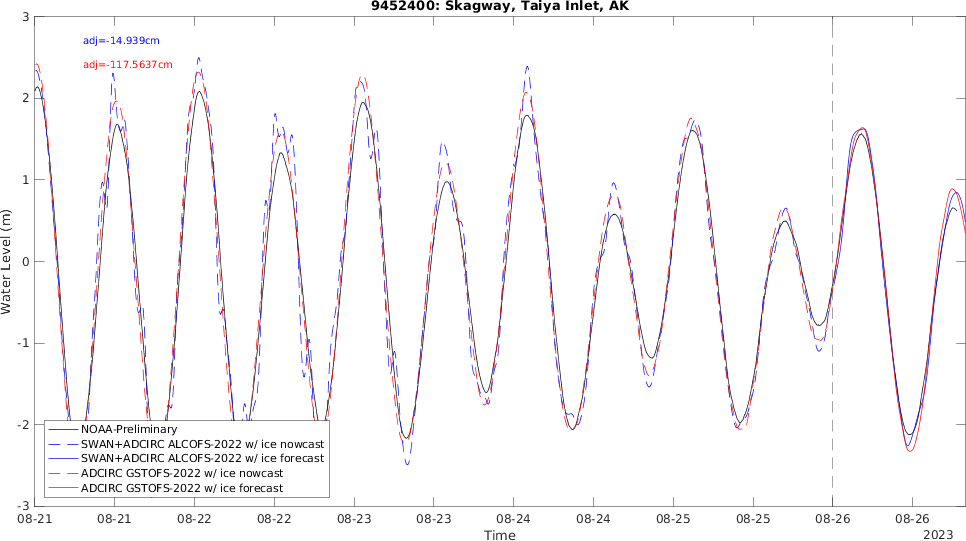 9452400: Skagway, Taiya Inlet, AK
adj=-14.939cm
adj=-117.5637cm
Water Level (m)
3
2
1
0
-1
-2
-3
NOAA-Preliminary
SWAN+ADCIRC ALCOFS-2022 w/ ice nowcast
SWAN+ADCIRC ALCOFS-2022 w/ ice forecast
ADCIRC GSTOFS-2022 w/ ice nowcast
ADCIRC GSTOFS-2022 w/ ice forecast
08-21 08-21 08-22 08-22 08-23 08-23 08-24 08-24 08-25 08-25 08-26 08-26
Time
2023